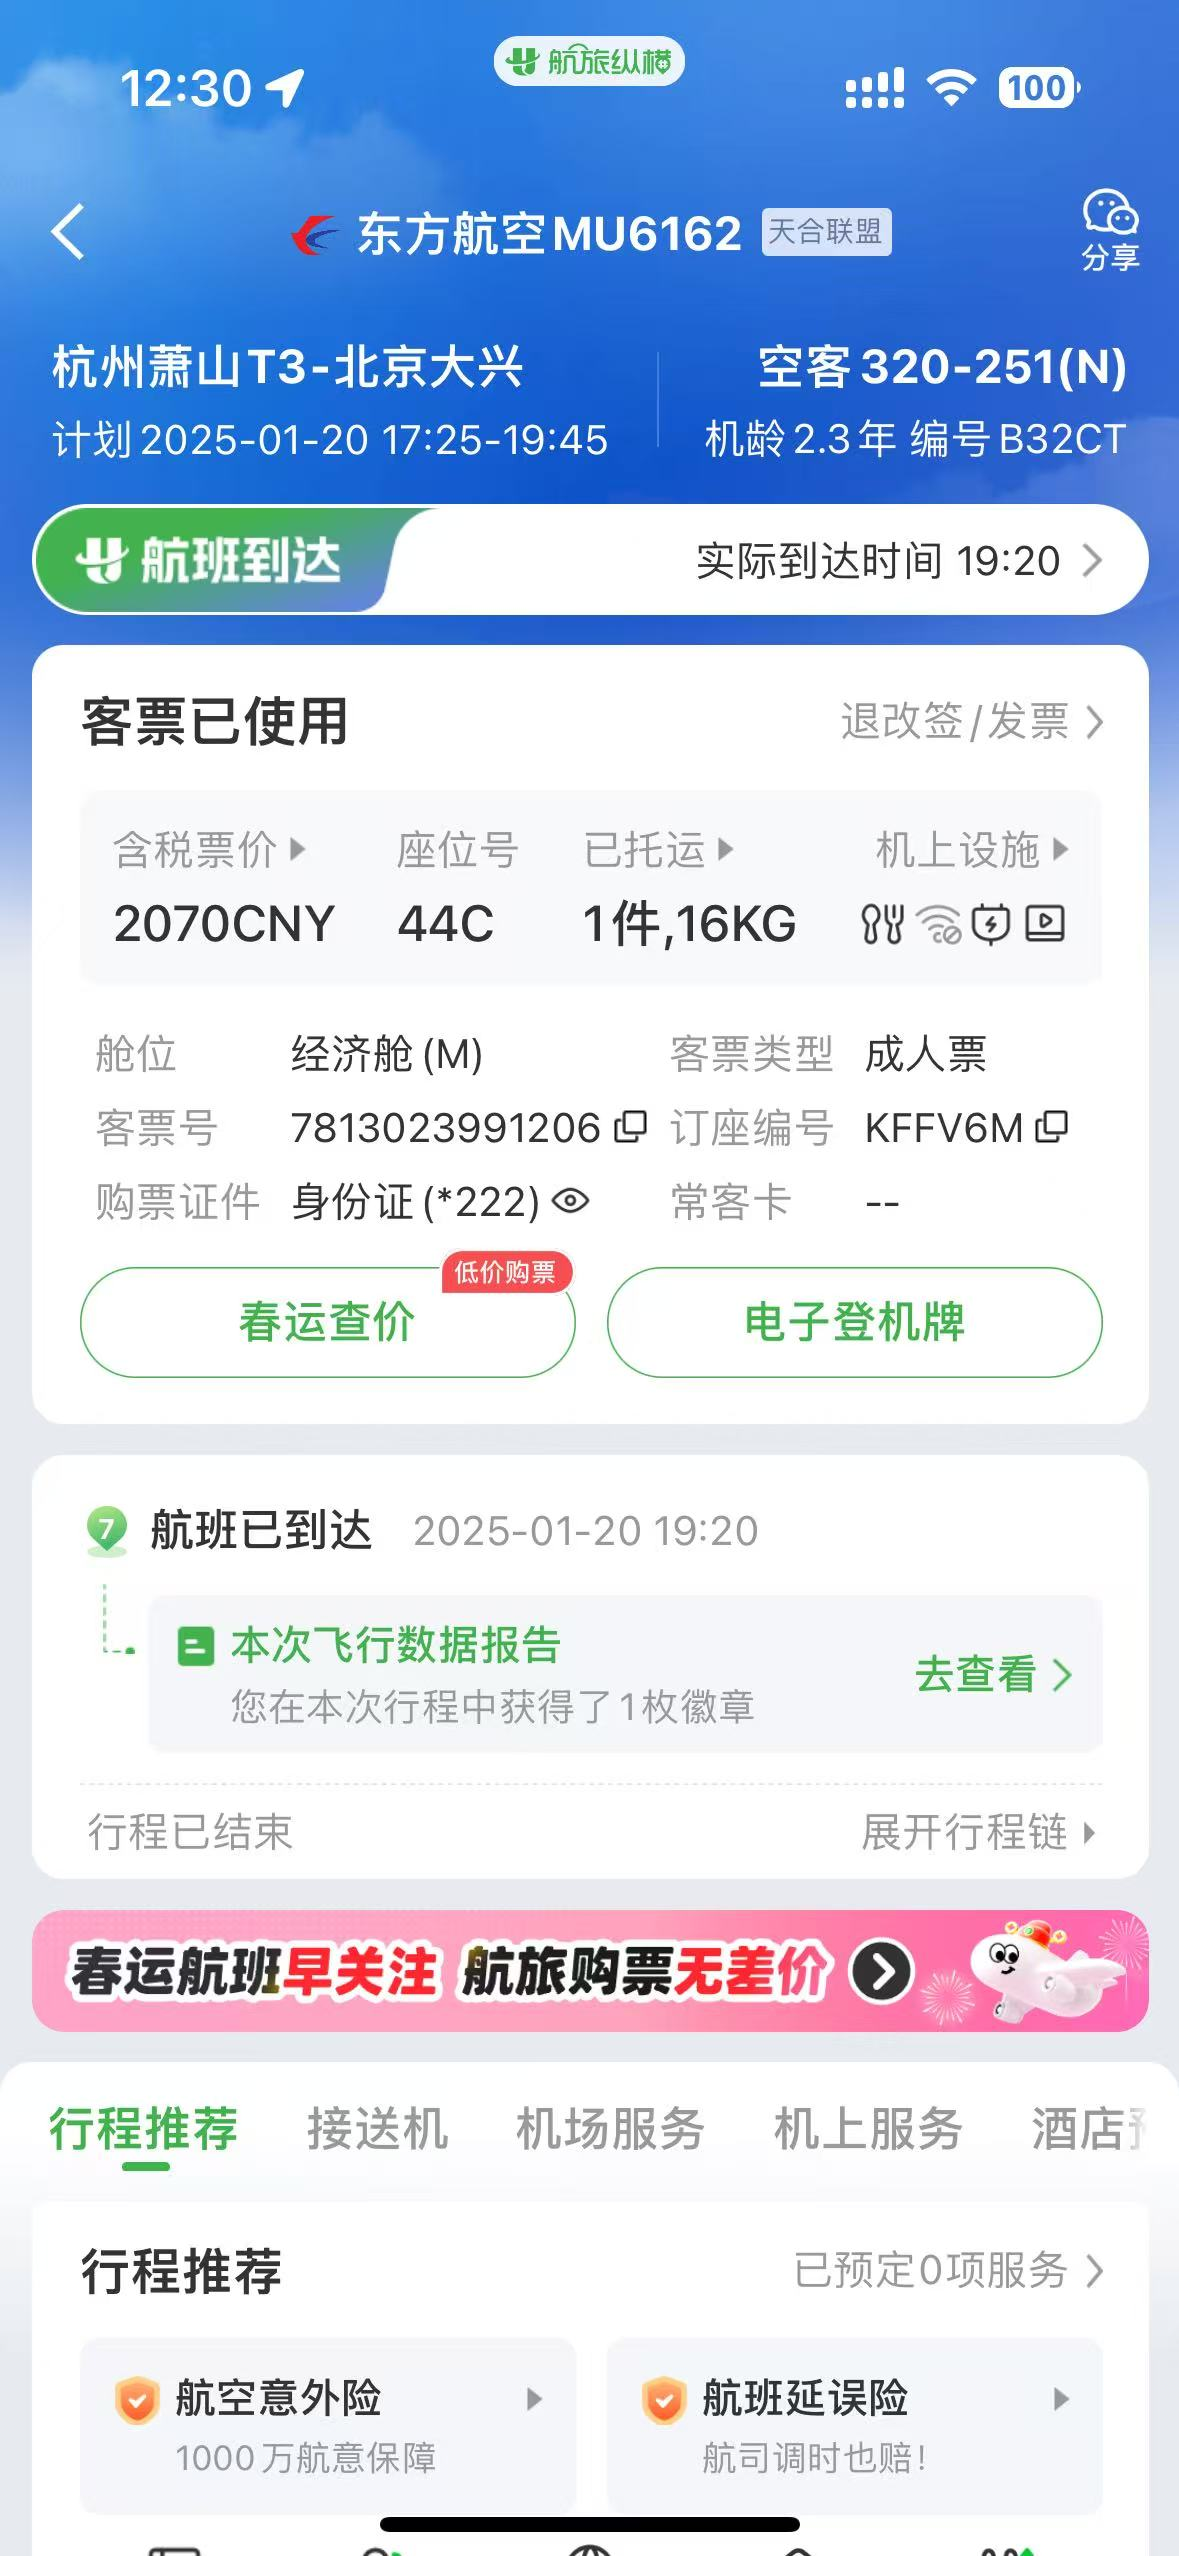 12:30
航旅纵横
100
东方航空MU6162 天合联盟
分享
杭州萧山T3-北京大兴
空客320-251(N)
计划2025-01-20 17:25-19:45
机龄2.3年 编号B32CT
航班到达
实际到达时间 19:20
客票已使用
退改签/发票
含税票价 座位号 已托运 机上设施
2070CNY 44C 1件,16KG
舱位 经济舱(M) 客票类型 成人票
客票号 7813023991206 订座编号 KFFV6M
购票证件 身份证(*222) 常客卡 --
低价购票
春运查价 电子登机牌
7 航班已到达 2025-01-20 19:20
本次飞行数据报告
去查看
您在本次行程中获得了1枚徽章
行程已结束 展开行程链
春运航班早关注 航旅购票无差价
行程推荐 接送机 机场服务 机上服务 酒店
行程推荐 已预定0项服务
航空意外险 航班延误险
1000万航意保障 航司调时也赔!